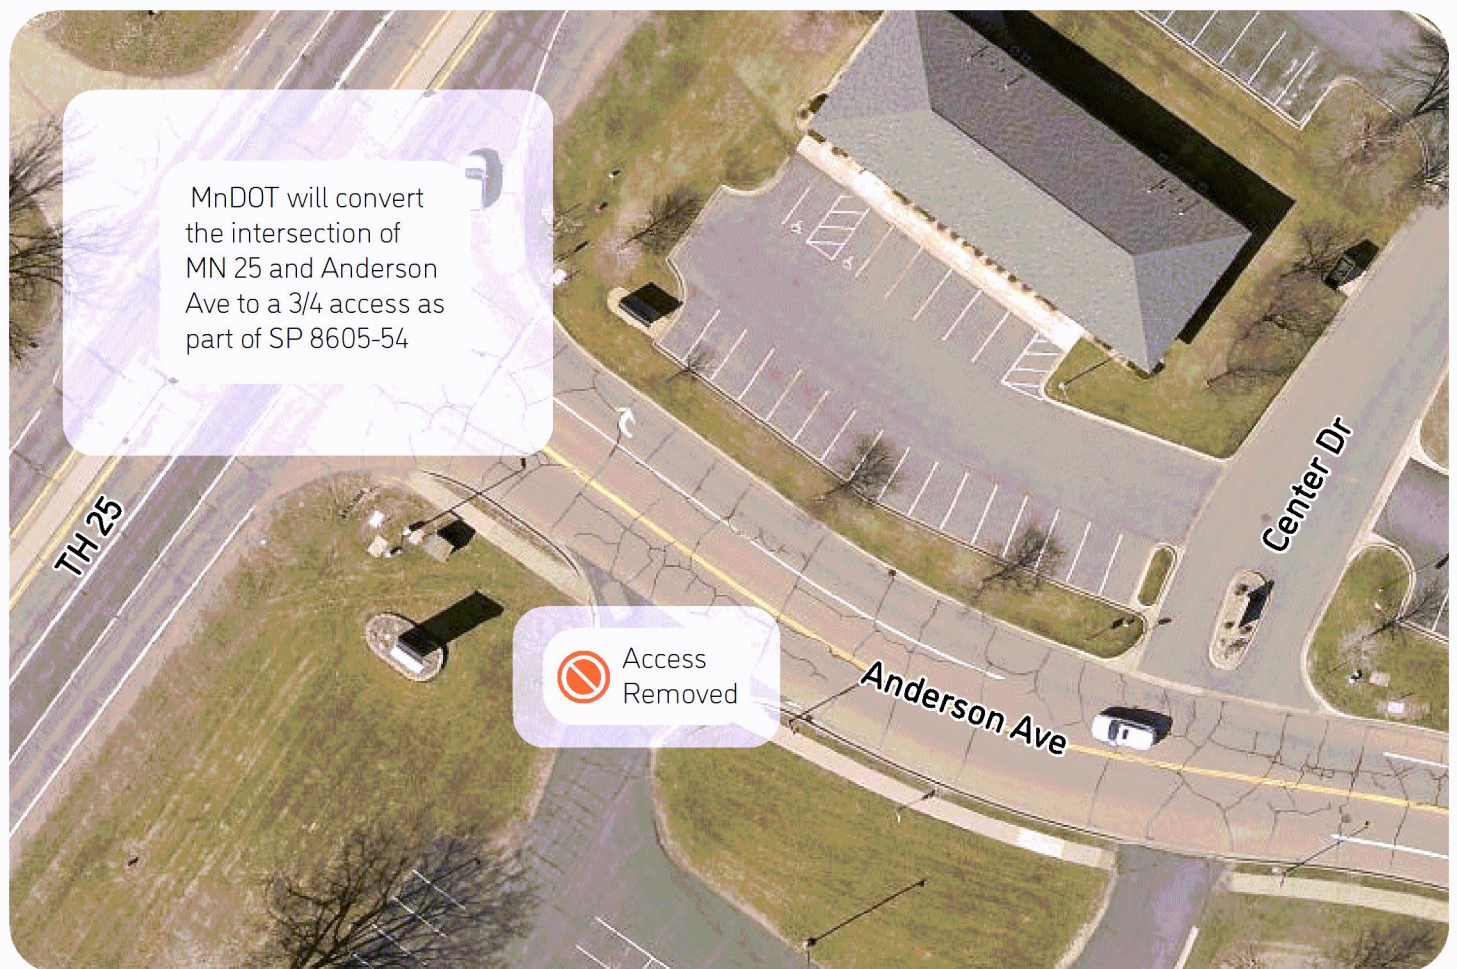 MnDOT will convert
the intersection of
MN 25 and Anderson
Ave to a 3/4 access as
part of SP 8605-54
TH 25
Center Dr
Access
Removed
Anderson Ave